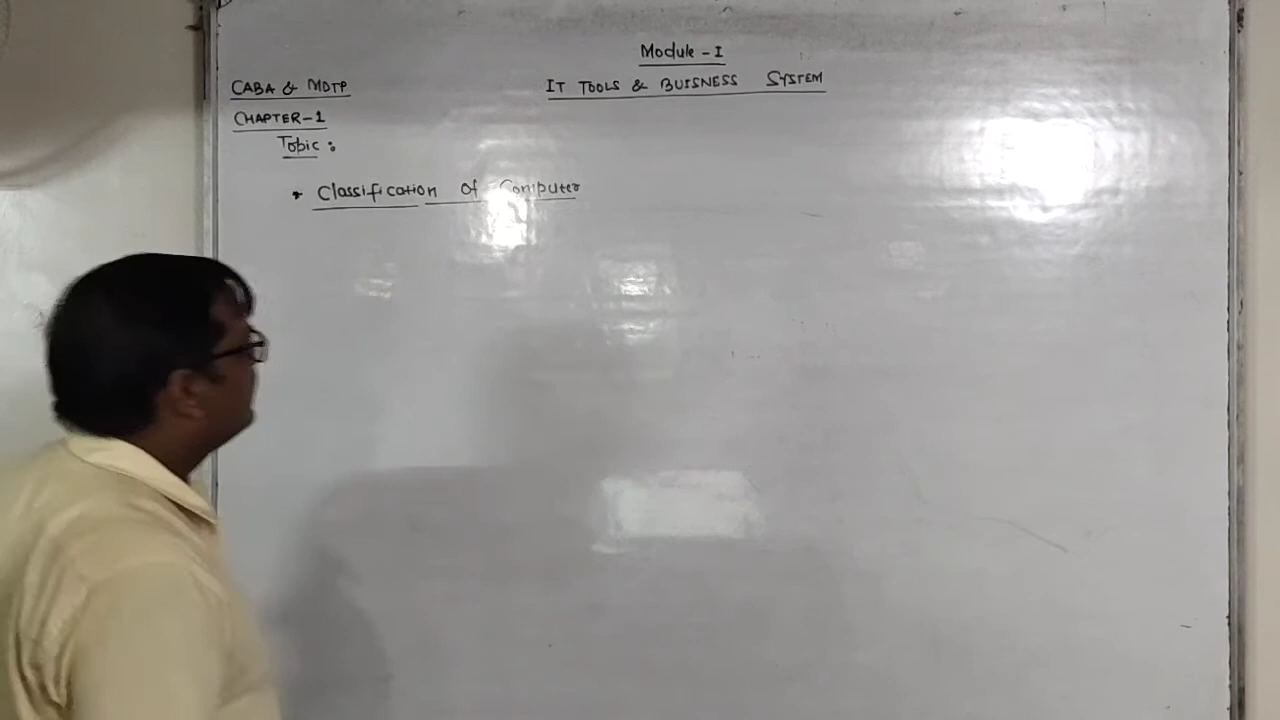 Module - I
CABA & MDTP
IT TOOLS & BUISNESS SYSTEM
CHAPTER-1
Topic :
* Classification of Computer